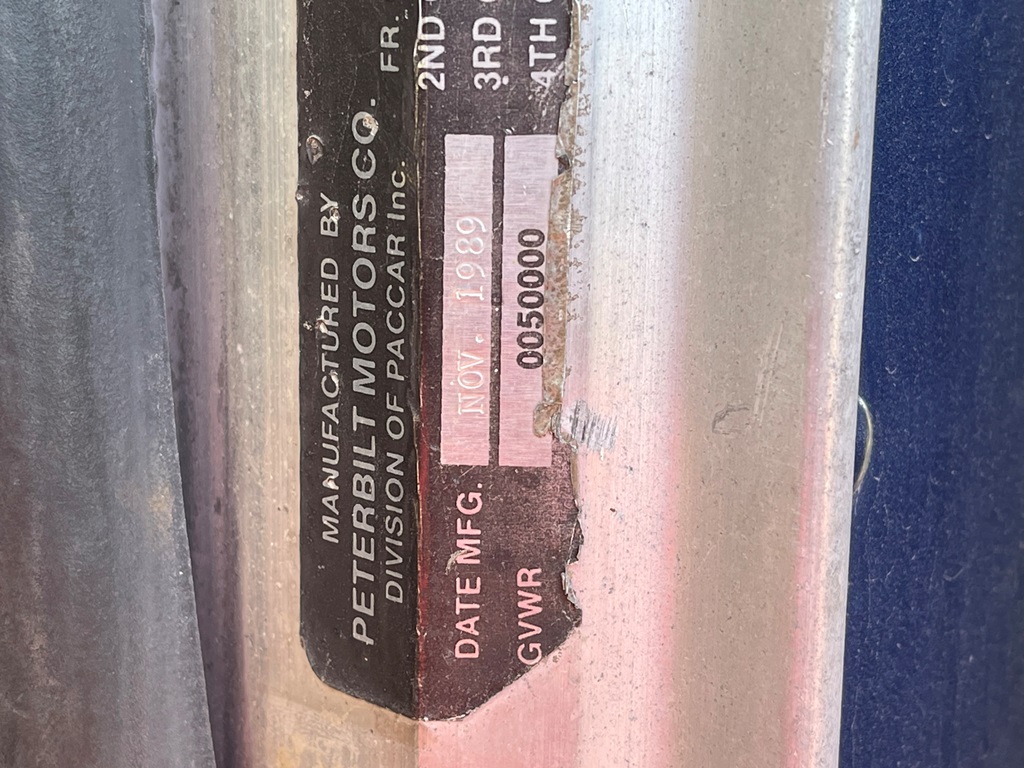 MANUFACTURED BY
PETERBILT MOTORS CO.
DIVISION OF PACCAR Inc. FR.
2ND
3RD
4TH
DATE MFG. NOV. 1989
GVWR 0050000